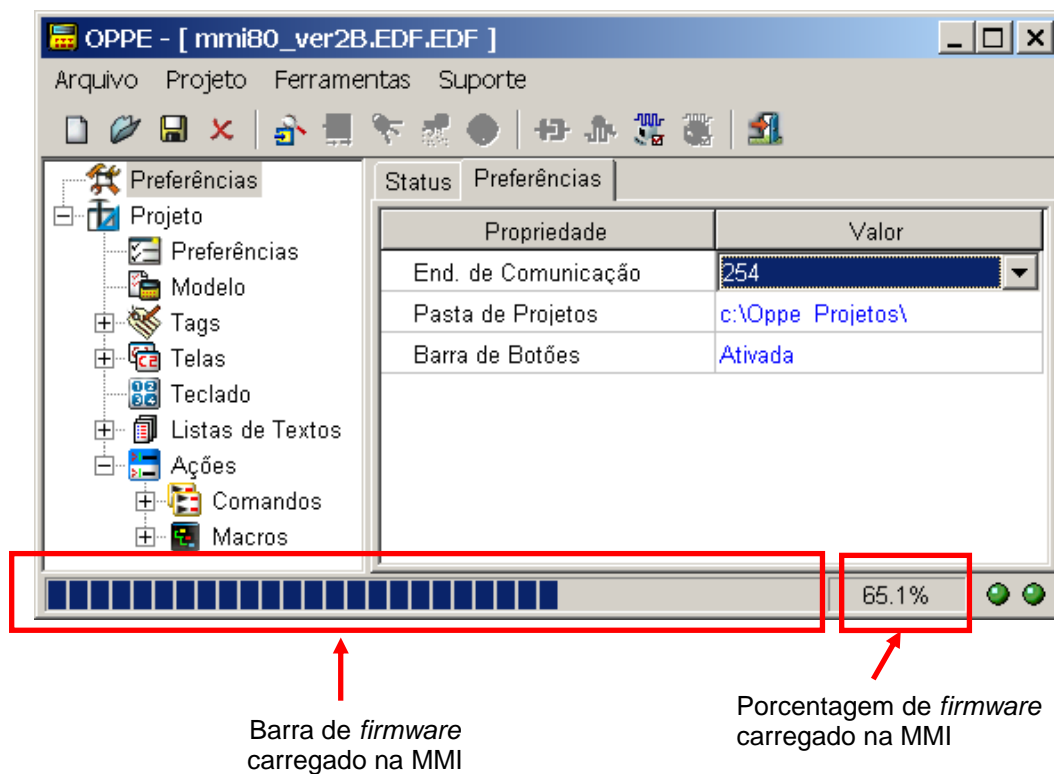 OPPE - [ mmi80_ver2B.EDF.EDF ]
Arquivo Projeto Ferramentas Suporte
Preferências
Projeto
Preferências
Modelo
Tags
Telas
Teclado
Listas de Textos
Ações
Comandos
Macros
Status Preferências
Propriedade Valor
End. de Comunicação 254
Pasta de Projetos c:\Oppe Projetos\
Barra de Botões Ativada
65.1%
Barra de firmware
carregado na MMI
Porcentagem de firmware
carregado na MMI